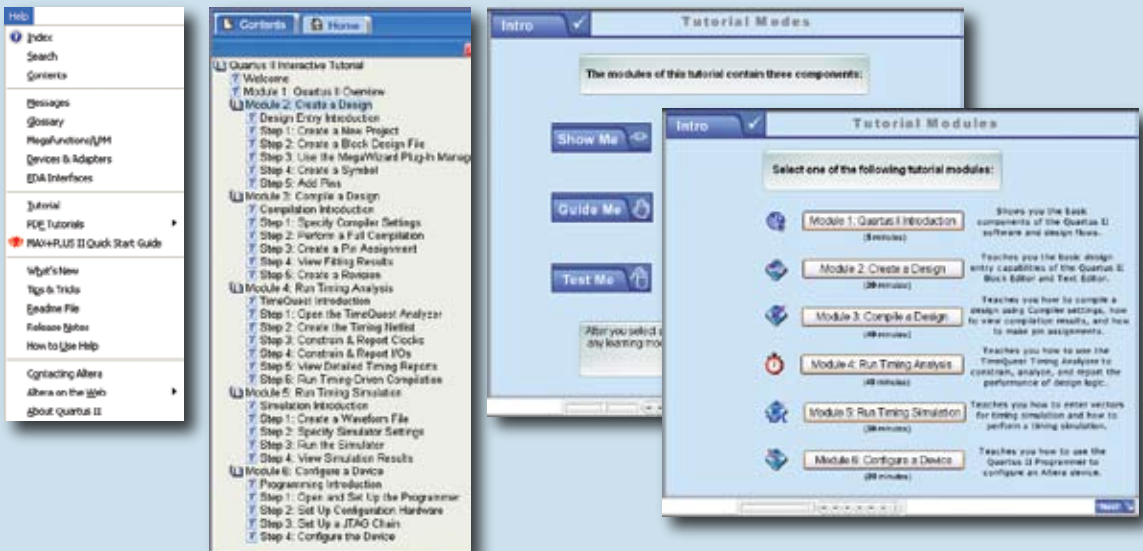 Help
Index
Search
Contents
Messages
Glossary
Megafunctions/LPM
Devices & Adapters
EDA Interfaces
Tutorial
PDF Tutorials
MAX+PLUS II Quick Start Guide
What's New
Tips & Tricks
Readme File
Release Notes
How to Use Help
Contacting Altera
Altera on the Web
About Quartus II
Contents
Home
Quartus II Interactive Tutorial
Welcome
Module 1: Quartus II Overview
Module 2: Create a Design
Design Entry Introduction
Step 1: Create a New Project
Step 2: Create a Block Design File
Step 3: Use the MegaWizard Plug-In Manag
Step 4: Create a Symbol
Step 5: Add Pins
Module 3: Compile a Design
Compilation Introduction
Step 1: Specify Compiler Settings
Step 2: Perform a Full Compilation
Step 3: Create a Pin Assignment
Step 4: View Fitting Results
Step 5: Create a Revision
Module 4: Run Timing Analysis
TimeQuest Introduction
Step 1: Open the TimeQuest Analyzer
Step 2: Create the Timing Netlist
Step 3: Constrain & Report Clocks
Step 4: Constrain & Report I/Os
Step 5: View Detailed Timing Reports
Step 6: Run Timing-Driven Compilation
Module 5: Run Timing Simulation
Simulation Introduction
Step 1: Create a Waveform File
Step 2: Specify Simulator Settings
Step 3: Run the Simulator
Step 4: View Simulation Results
Module 6: Configure a Device
Programming Introduction
Step 1: Open and Set Up the Programmer
Step 2: Set Up Configuration Hardware
Step 3: Set Up a JTAG Chain
Step 4: Configure the Device
Intro
Tutorial Modes
The modules of this tutorial contain three components:
Show Me
Guide Me
Test Me
After you select
any learning mo
Intro
Tutorial Modules
Select one of the following tutorial modules:
Module 1: Quartus II Introduction
(5 minutes)
Shows you the basic
components of the Quartus II
software and design flows.
Module 2: Create a Design
(20 minutes)
Teaches you the basic design
entry capabilities of the Quartus II
Block Editor and Text Editor.
Module 3: Compile a Design
(40 minutes)
Teaches you how to compile a
design using Compiler settings, how
to view compilation results, and how
to make pin assignments.
Module 4: Run Timing Analysis
(40 minutes)
Teaches you how to use the
TimeQuest Timing Analyzer to
constrain, analyze, and report the
performance of design logic.
Module 5: Run Timing Simulation
(30 minutes)
Teaches you how to enter vectors
for timing simulation and how to
perform a timing simulation.
Module 6: Configure a Device
(20 minutes)
Teaches you how to use the
Quartus II Programmer to
configure an Altera device.
Next